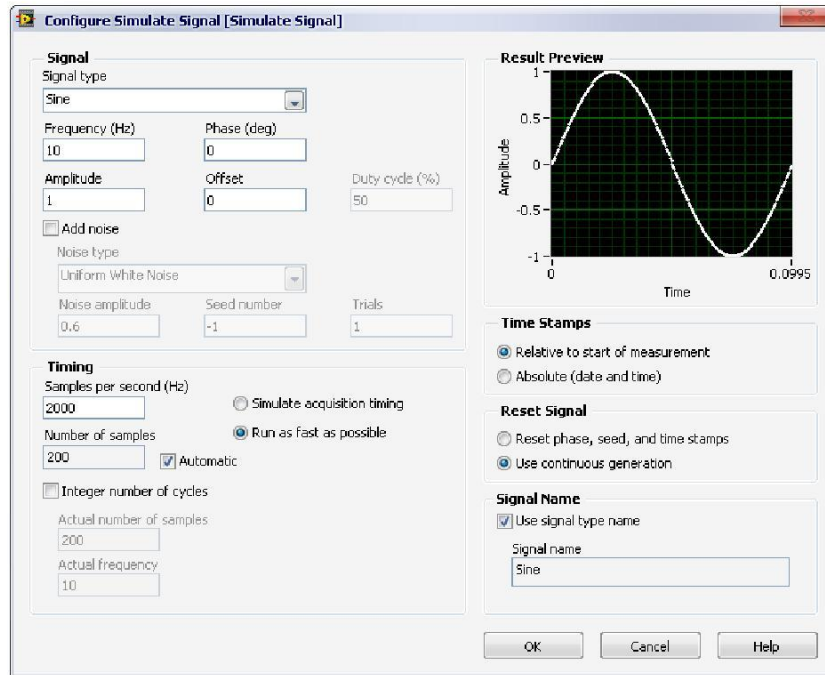 Configure Simulate Signal [Simulate Signal]
Signal
Signal type
Sine
Frequency (Hz) Phase (deg)
10 0
Amplitude Offset Duty cycle (%)
1 0 50
Add noise
Noise type
Uniform White Noise
Noise amplitude Seed number Trials
0.6 -1 1
Timing
Samples per second (Hz)
2000
Simulate acquisition timing
Run as fast as possible
Number of samples
200
Automatic
Integer number of cycles
Actual number of samples
200
Actual frequency
10
Result Preview
1
0.5
0
-0.5
-1
Amplitude
0 0.0995
Time
Time Stamps
Relative to start of measurement
Absolute (date and time)
Reset Signal
Reset phase, seed, and time stamps
Use continuous generation
Signal Name
Use signal type name
Signal name
Sine
OK Cancel Help